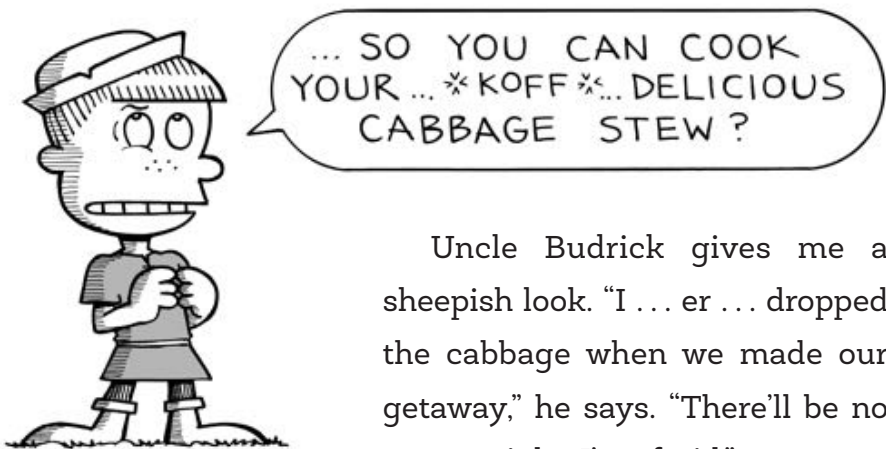 ... SO YOU CAN COOK
YOUR ... *KOFF* ... DELICIOUS
CABBAGE STEW?
Uncle Budrick gives me a
sheepish look. “I . . . er . . . dropped
the cabbage when we made our
getaway,” he says. “There’ll be no